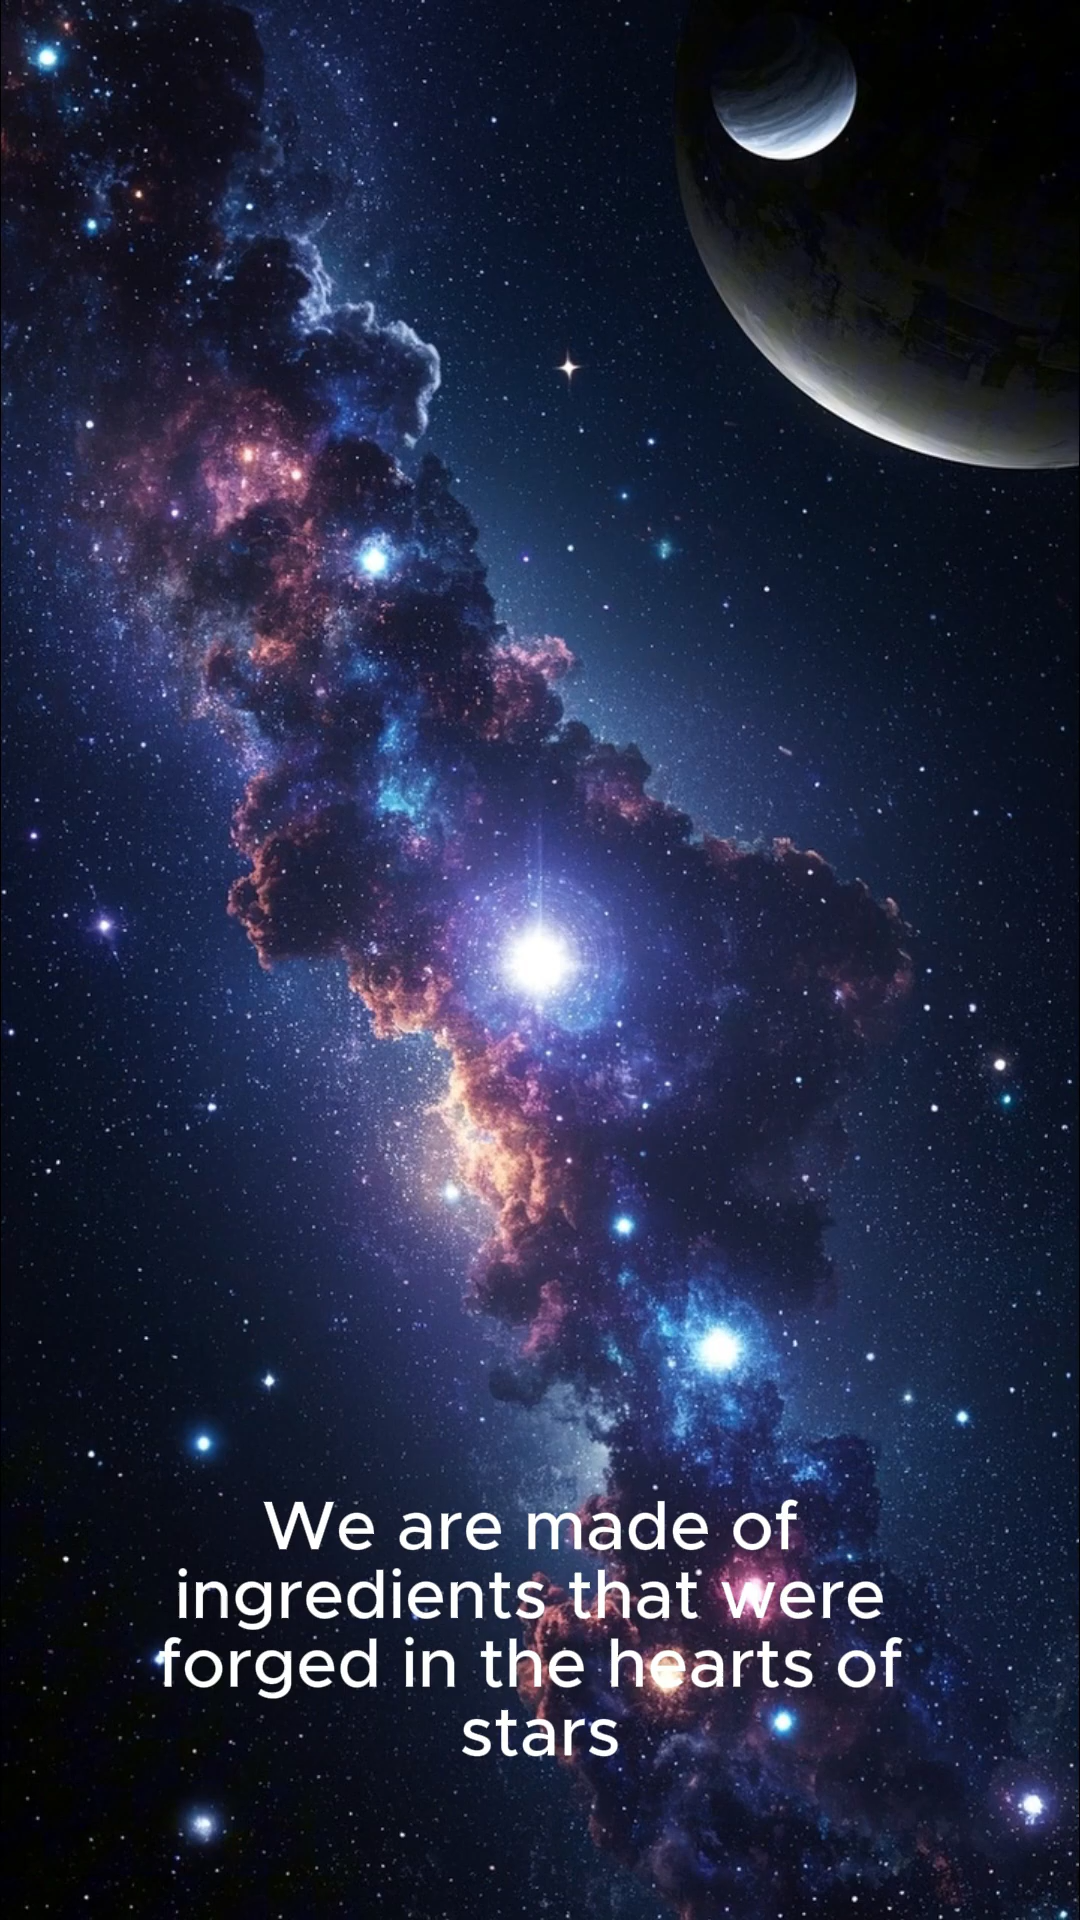 We are made of
ingredients that were
forged in the hearts of
stars